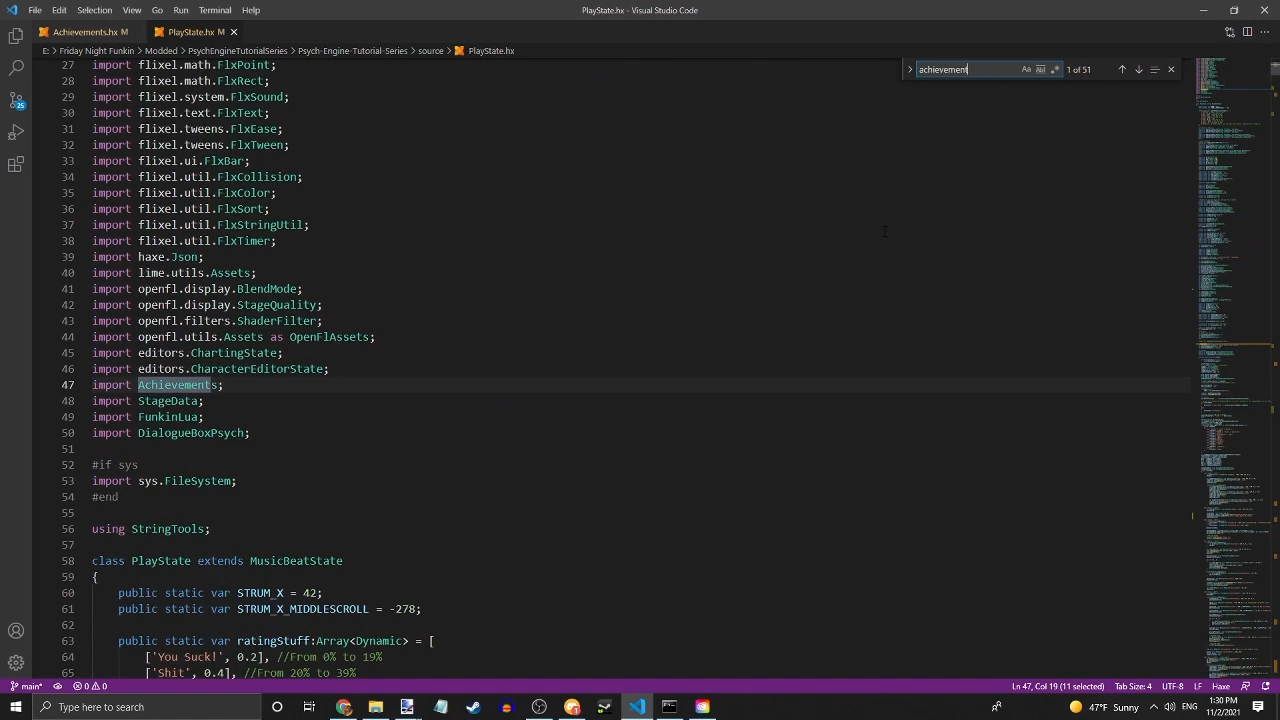 File Edit Selection View Go Run Terminal Help PlayState.hx - Visual Studio Code
Achievements.hx M PlayState.hx M
E: > Friday Night Funkin > Modded > PsychEngineTutorialSeries > Psych-Engine-Tutorial-Series > source > PlayState.hx
achievement Aa ab 1 of 51
27 import flixel.math.FlxPoint;
28 import flixel.math.FlxRect;
29 import flixel.system.FlxSound;
30 import flixel.text.FlxText;
31 import flixel.tweens.FlxEase;
32 import flixel.tweens.FlxTween;
33 import flixel.ui.FlxBar;
34 import flixel.util.FlxCollision;
35 import flixel.util.FlxColor;
36 import flixel.util.FlxSort;
37 import flixel.util.FlxStringUtil;
38 import flixel.util.FlxTimer;
39 import haxe.Json;
40 import lime.utils.Assets;
41 import openfl.display.BlendMode;
42 import openfl.display.StageQuality;
43 import openfl.filters.ShaderFilter;
44 import openfl.utils.Assets as OpenFlAssets;
45 import editors.ChartingState;
46 import editors.CharacterEditorState;
47 import Achievements;
48 import StageData;
49 import FunkinLua;
50 import DialogueBoxPsych;
51
52 #if sys
53 import sys.FileSystem;
54 #end
55
56 using StringTools;
57
58 class PlayState extends MusicBeatState
59 {
60 public static var STRUM_X = 42;
61 public static var STRUM_X_MIDDLESCROLL = -278;
62
63 public static var ratingStuff:Array<Dynamic> = [
64 ['You Suck!', 0.2], //From 0% to 19%
65 ['Shit', 0.4], //From 20% to 39%
25
main* 0 15 Ln 47, Col 19 (11 selected) Tab Size: 4 UTF-8 LF Haxe
Type here to search 47°F Sunny 1:30 PM
11/2/2021